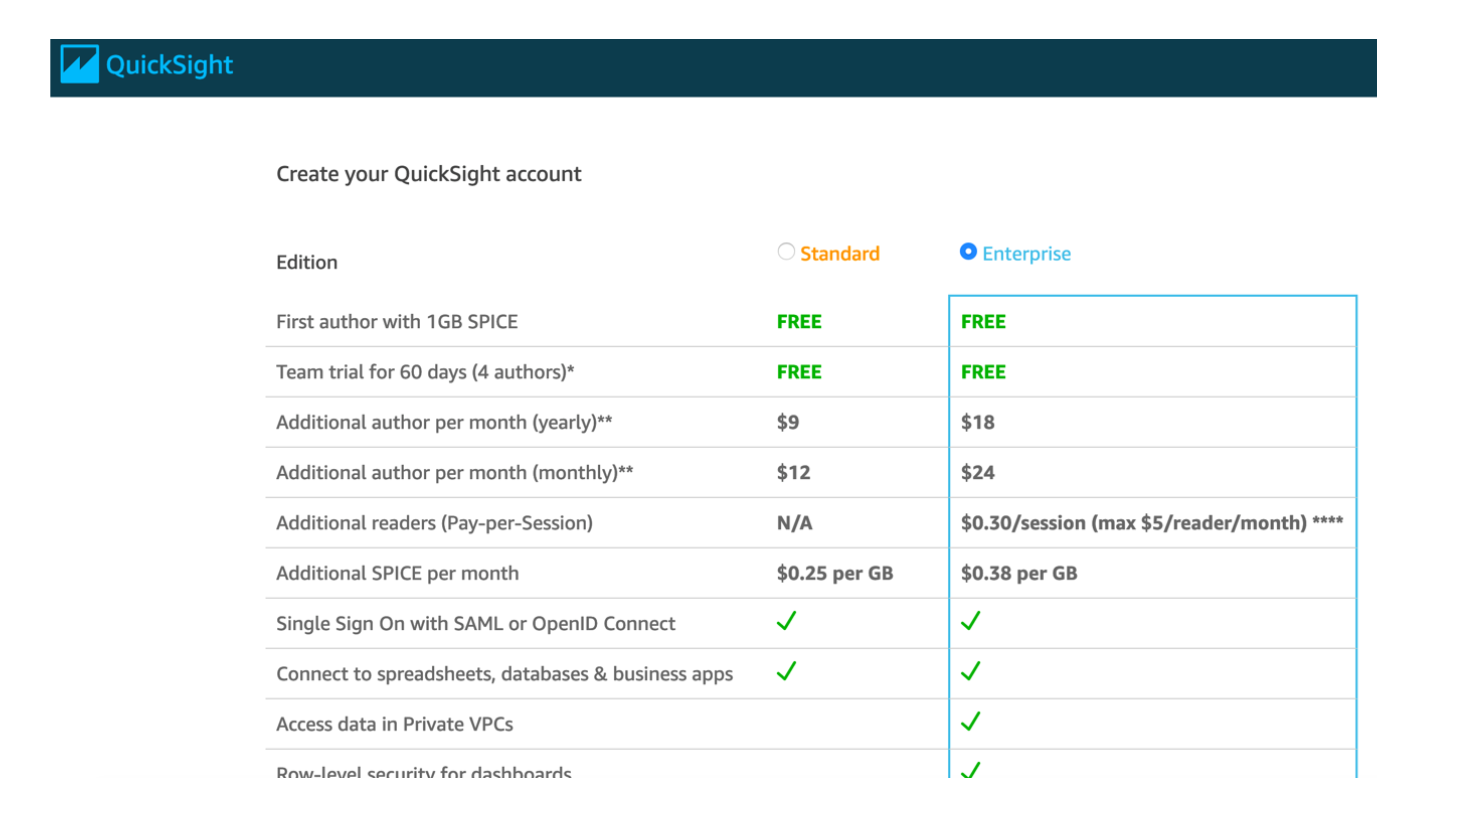 QuickSight
Create your QuickSight account
Edition Standard Enterprise
First author with 1GB SPICE FREE FREE
Team trial for 60 days (4 authors)* FREE FREE
Additional author per month (yearly)** $9 $18
Additional author per month (monthly)** $12 $24
Additional readers (Pay-per-Session) N/A $0.30/session (max $5/reader/month) ****
Additional SPICE per month $0.25 per GB $0.38 per GB
Single Sign On with SAML or OpenID Connect
Connect to spreadsheets, databases & business apps
Access data in Private VPCs
Row-level security for dashboards